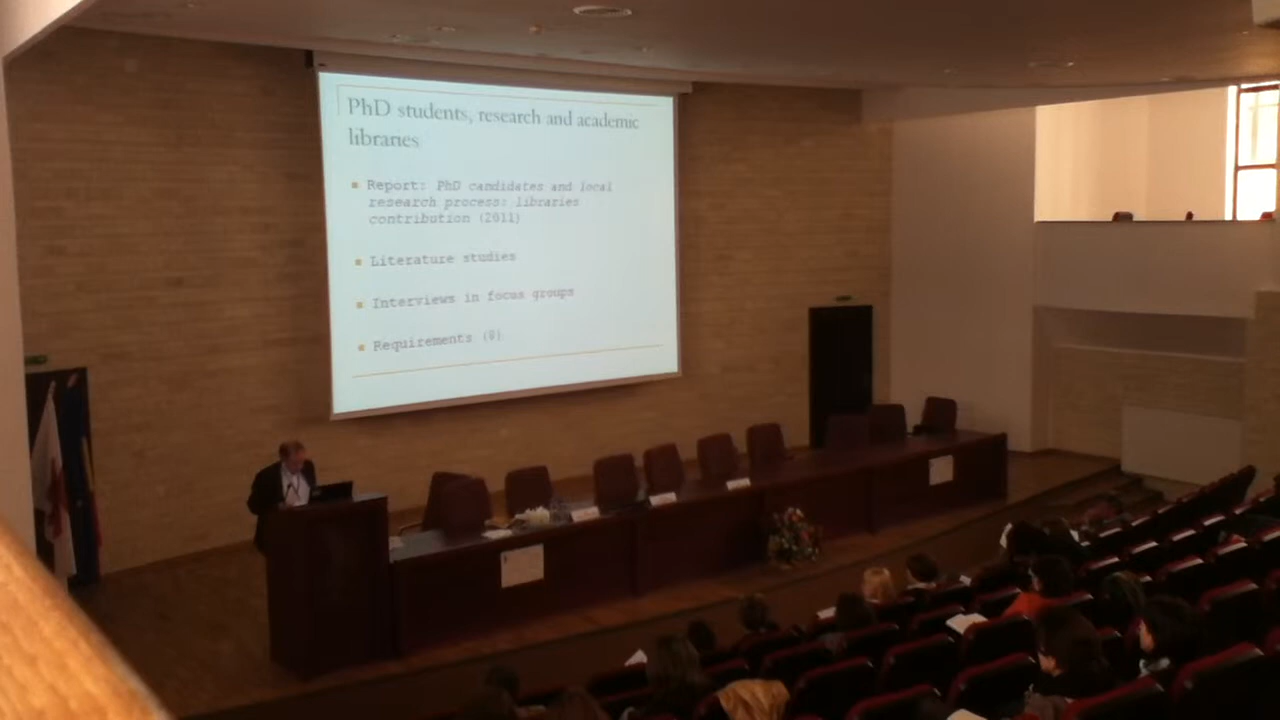 PhD students, research and academic
libraries
Report: PhD candidates and local
research process: libraries
contribution (2011)
Literature studies
Interviews in focus groups
Requirements (8)